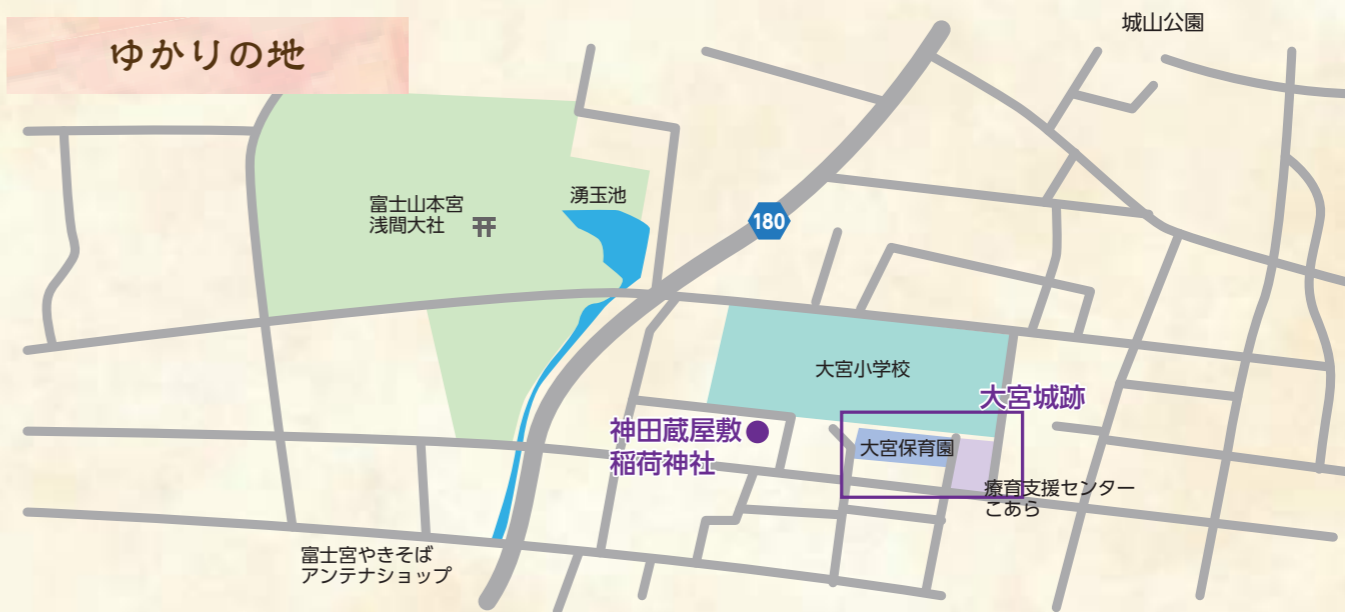 ゆかりの地
城山公園
富士山本宮
浅間大社
湧玉池
180
大宮小学校
大宮城跡
神田蔵屋敷
稲荷神社
大宮保育園
療育支援センター
こあら
富士宮やきそば
アンテナショップ